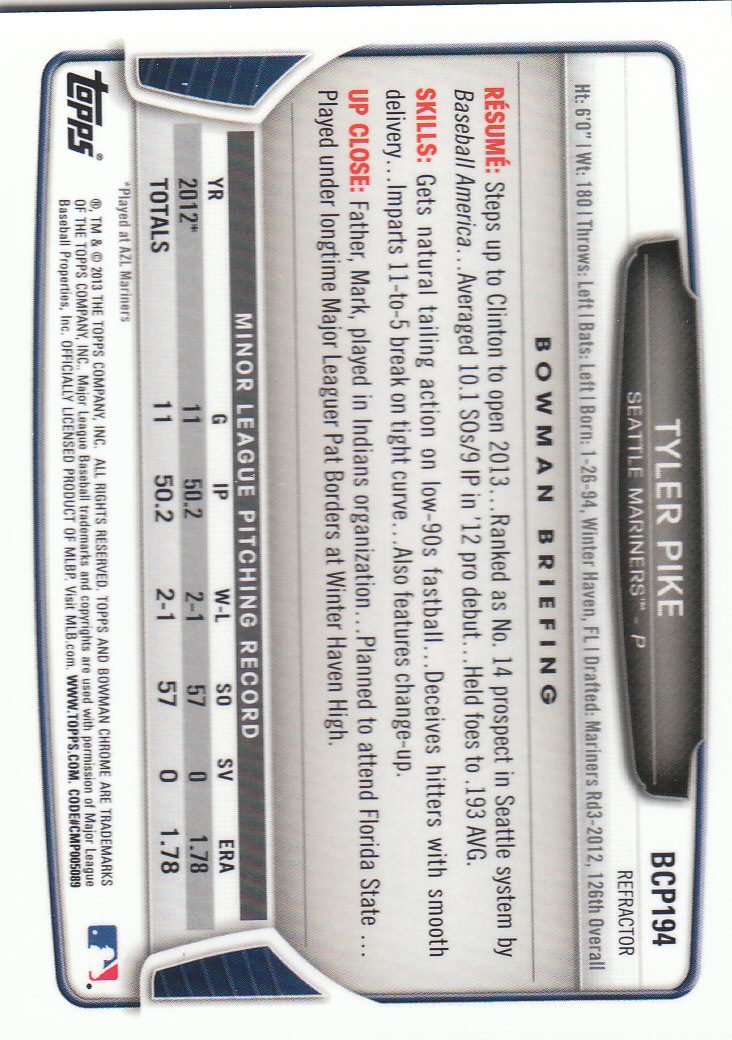 BCP194
REFRACTOR
TYLER PIKE
SEATTLE MARINERS™ - P
Ht: 6'0" | Wt: 180 | Throws: Left | Bats: Left | Born: 1-26-94, Winter Haven, FL | Drafted: Mariners Rd3-2012, 126th Overall
BOWMAN BRIEFING
RÉSUMÉ: Steps up to Clinton to open 2013...Ranked as No. 14 prospect in Seattle system by
Baseball America...Averaged 10.1 SOs/9 IP in '12 pro debut...Held foes to .193 AVG.
SKILLS: Gets natural tailing action on low-90s fastball...Deceives hitters with smooth
delivery...Imparts 11-to-5 break on tight curve...Also features change-up.
UP CLOSE: Father, Mark, played in Indians organization...Planned to attend Florida State ...
Played under longtime Major Leaguer Pat Borders at Winter Haven High.
MINOR LEAGUE PITCHING RECORD
YR G IP W-L SO SV ERA
2012* 11 50.2 2-1 57 0 1.78
TOTALS 11 50.2 2-1 57 0 1.78
*Played at AZL Mariners
Topps®
®, TM & © 2013 THE TOPPS COMPANY, INC. ALL RIGHTS RESERVED. TOPPS AND BOWMAN CHROME ARE TRADEMARKS
OF THE TOPPS COMPANY, INC. Major League Baseball trademarks and copyrights are used with permission of Major League
Baseball Properties, Inc. OFFICIALLY LICENSED PRODUCT OF MLBP. Visit MLB.com. WWW.TOPPS.COM. CODE#CMP005089